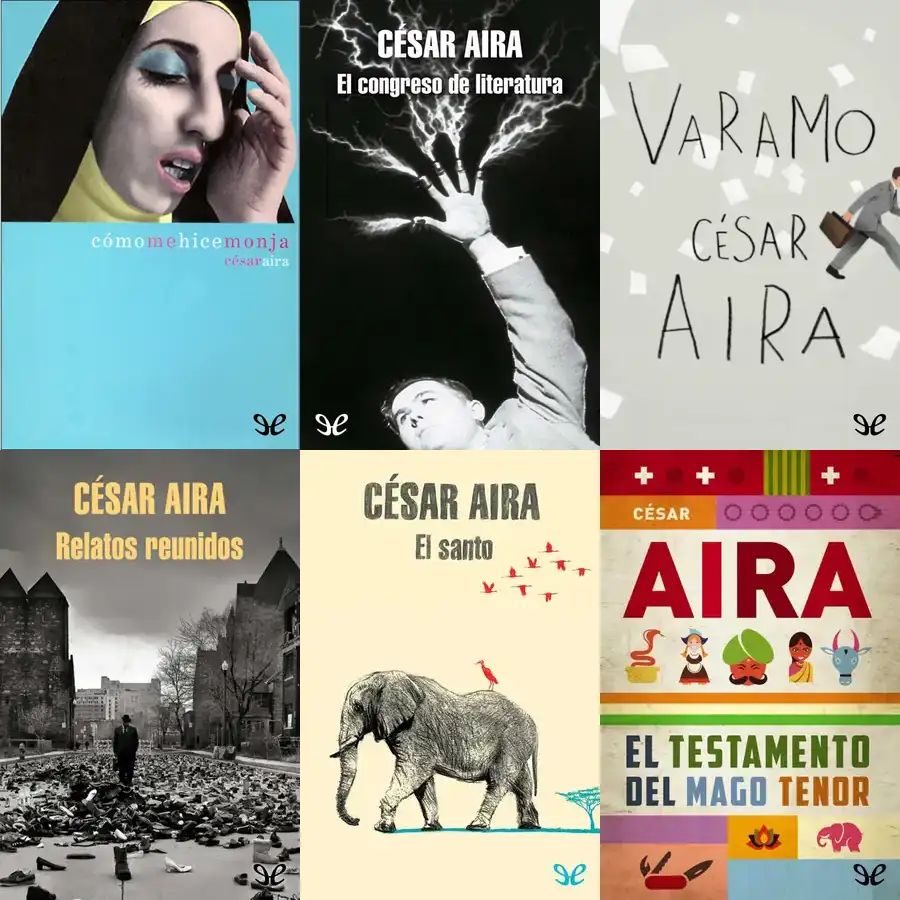 cómomehicemonja
césaraira
CÉSAR AIRA
El congreso de literatura
VARAMO
CÉSAR
AIRA
CÉSAR AIRA
Relatos reunidos
CÉSAR AIRA
El santo
CÉSAR
AIRA
EL TESTAMENTO
DEL MAGO TENOR